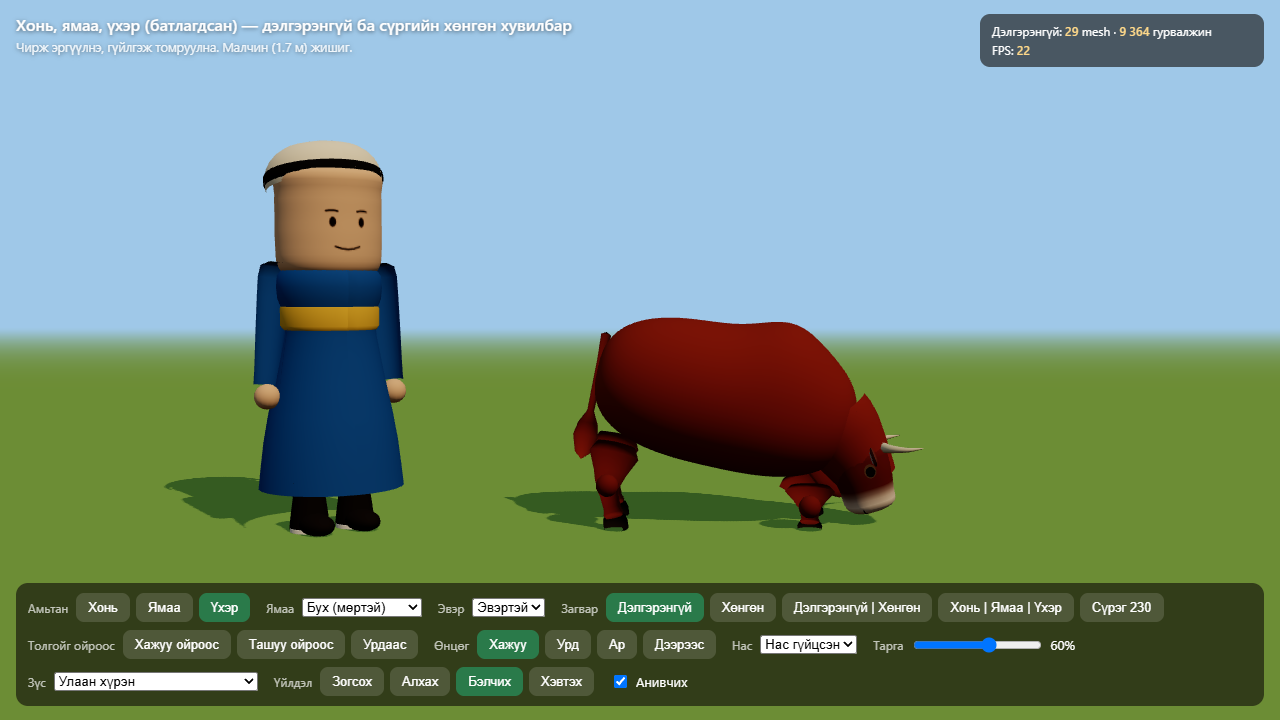 Хонь, ямаа, үхэр (батлагдсан) — дэлгэрэнгүй ба сүргийн хөнгөн хувилбар
Чирж эргүүлнэ, гүйлгэж томруулна. Малчин (1.7 м) жишиг.
Дэлгэрэнгүй: 29 mesh · 9 364 гурвалжин
FPS: 22
Амьтан Хонь Ямаа Үхэр Ямаа Бух (мөртэй) Эвэр Эвэртэй Загвар Дэлгэрэнгүй Хөнгөн Дэлгэрэнгүй | Хөнгөн Хонь | Ямаа | Үхэр Сүрэг 230
Толгойг ойроос Хажуу ойроос Ташуу ойроос Урдаас Өнцөг Хажуу Урд Ар Дээрээс Нас Нас гүйцсэн Тарга 60%
Зүс Улаан хүрэн Үйлдэл Зогсох Алхах Бэлчих Хэвтэх Анивчих